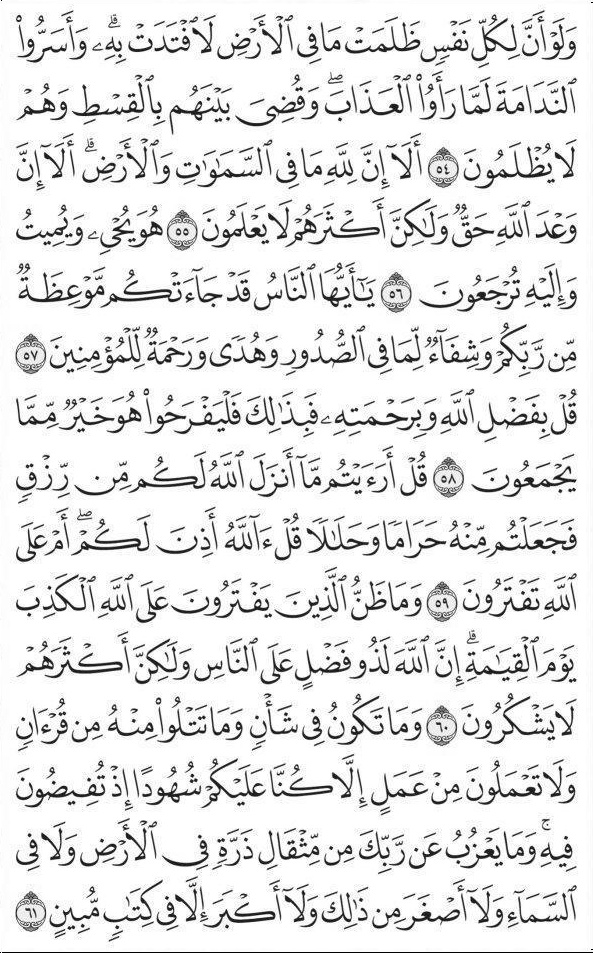 وَلَوْ أَنَّ لِكُلِّ نَفْسٍ ظَلَمَتْ مَا فِى ٱلْأَرْضِ لَٱفْتَدَتْ بِهِۦۗ وَأَسَرُّوا۟
ٱلنَّدَامَةَ لَمَّا رَأَوُا۟ ٱلْعَذَابَۖ وَقُضِىَ بَيْنَهُم بِٱلْقِسْطِ وَهُمْ
لَا يُظْلَمُونَ ٥٤ أَلَآ إِنَّ لِلَّهِ مَا فِى ٱلسَّمَٰوَٰتِ وَٱلْأَرْضِۗ أَلَآ إِنَّ
وَعْدَ ٱللَّهِ حَقٌّ وَلَٰكِنَّ أَكْثَرَهُمْ لَا يَعْلَمُونَ ٥٥ هُوَ يُحْىِۦ وَيُمِيتُ
وَإِلَيْهِ تُرْجَعُونَ ٥٦ يَٰٓأَيُّهَا ٱلنَّاسُ قَدْ جَآءَتْكُم مَّوْعِظَةٌ
مِّن رَّبِّكُمْ وَشِفَآءٌ لِّمَا فِى ٱلصُّدُورِ وَهُدًى وَرَحْمَةٌ لِّلْمُؤْمِنِينَ ٥٧
قُلْ بِفَضْلِ ٱللَّهِ وَبِرَحْمَتِهِۦ فَبِذَٰلِكَ فَلْيَفْرَحُوا۟ هُوَ خَيْرٌ مِّمَّا
يَجْمَعُونَ ٥٨ قُلْ أَرَءَيْتُم مَّآ أَنزَلَ ٱللَّهُ لَكُم مِّن رِّزْقٍ
فَجَعَلْتُم مِّنْهُ حَرَامًا وَحَلَٰلًا قُلْ ءَآللَّهُ أَذِنَ لَكُمْۖ أَمْ عَلَى
ٱللَّهِ تَفْتَرُونَ ٥٩ وَمَا ظَنُّ ٱلَّذِينَ يَفْتَرُونَ عَلَى ٱللَّهِ ٱلْكَذِبَ
يَوْمَ ٱلْقِيَٰمَةِۗ إِنَّ ٱللَّهَ لَذُو فَضْلٍ عَلَى ٱلنَّاسِ وَلَٰكِنَّ أَكْثَرَهُمْ
لَا يَشْكُرُونَ ٦٠ وَمَا تَكُونُ فِى شَأْنٍ وَمَا تَتْلُوا۟ مِنْهُ مِن قُرْءَانٍ
وَلَا تَعْمَلُونَ مِنْ عَمَلٍ إِلَّا كُنَّا عَلَيْكُمْ شُهُودًا إِذْ تُفِيضُونَ
فِيهِۚ وَمَا يَعْزُبُ عَن رَّبِّكَ مِن مِّثْقَالِ ذَرَّةٍ فِى ٱلْأَرْضِ وَلَا فِى
ٱلسَّمَآءِ وَلَآ أَصْغَرَ مِن ذَٰلِكَ وَلَآ أَكْبَرَ إِلَّا فِى كِتَٰبٍ مُّبِينٍ ٦١